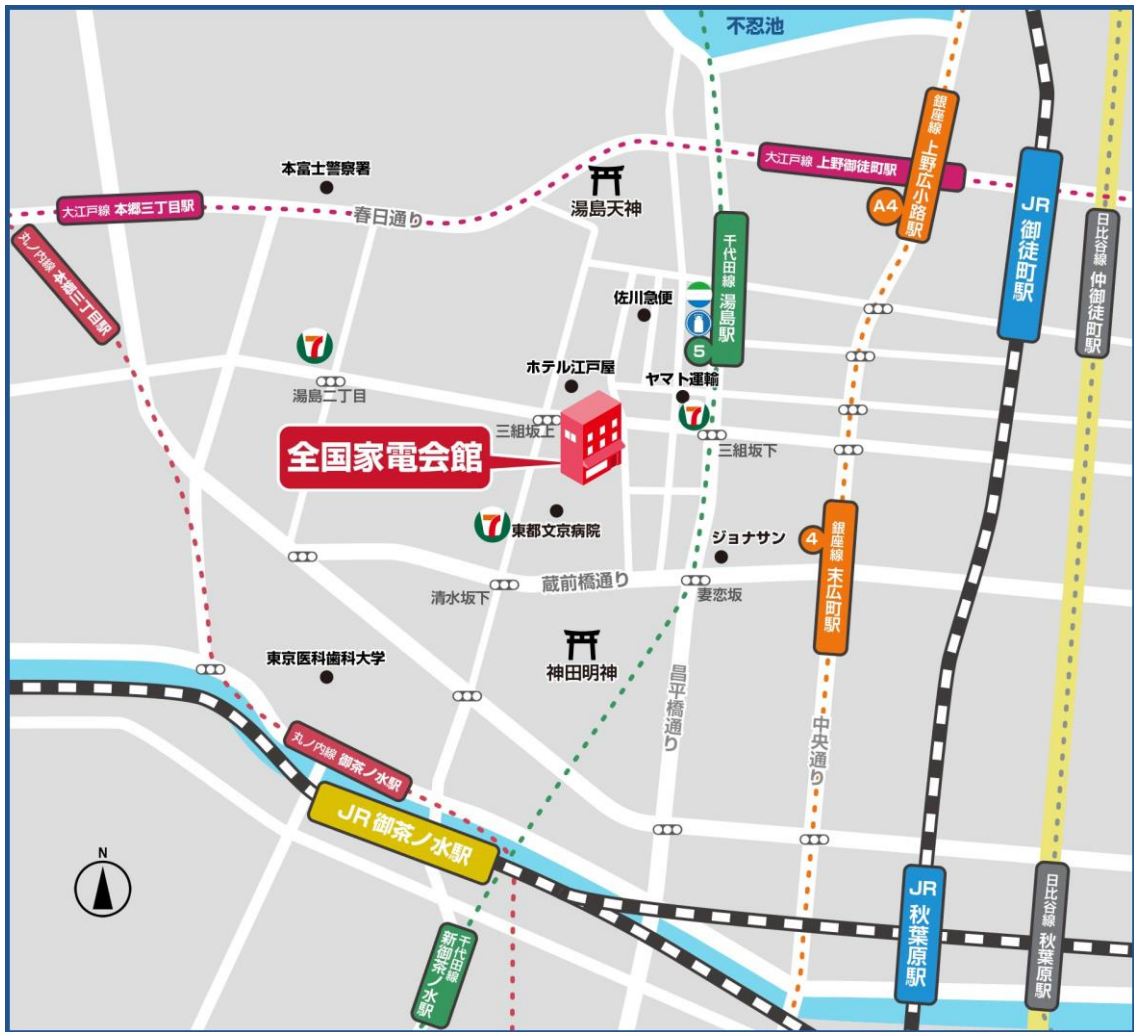 不忍池
銀座線 上野広小路駅
本富士警察署
大江戸線 上野御徒町駅
JR 御徒町駅
湯島天神
A4
大江戸線 本郷三丁目駅
春日通り
丸ノ内線 本郷三丁目駅
千代田線 湯島駅
日比谷線 仲御徒町駅
佐川急便
7
5
ホテル江戸屋
ヤマト運輸
湯島二丁目
7
三組坂上
三組坂下
全国家電会館
7
東都文京病院
ジョナサン
4
銀座線 末広町駅
清水坂下
蔵前橋通り
妻恋坂
東京医科歯科大学
神田明神
昌平橋通り
中央通り
丸ノ内線 御茶ノ水駅
JR 御茶ノ水駅
N
JR 秋葉原駅
日比谷線 秋葉原駅
千代田線
新御茶ノ水駅